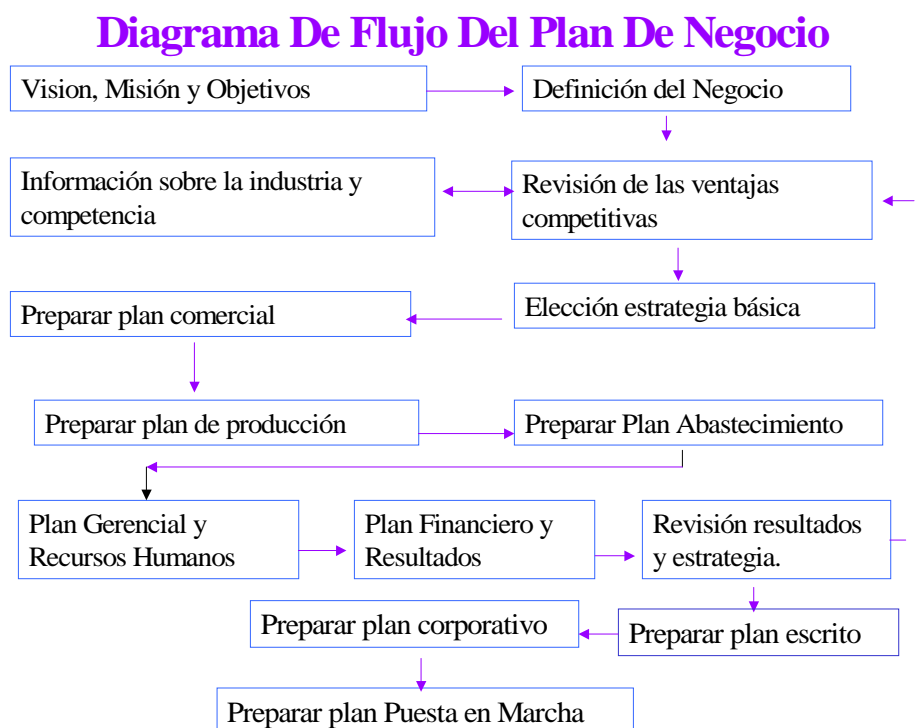 Diagrama De Flujo Del Plan De Negocio
Vision, Misión y Objetivos
Definición del Negocio
Información sobre la industria y
competencia
Revisión de las ventajas
competitivas
Elección estrategia básica
Preparar plan comercial
Preparar plan de producción
Preparar Plan Abastecimiento
Plan Gerencial y
Recursos Humanos
Plan Financiero y
Resultados
Revisión resultados
y estrategia.
Preparar plan escrito
Preparar plan corporativo
Preparar plan Puesta en Marcha